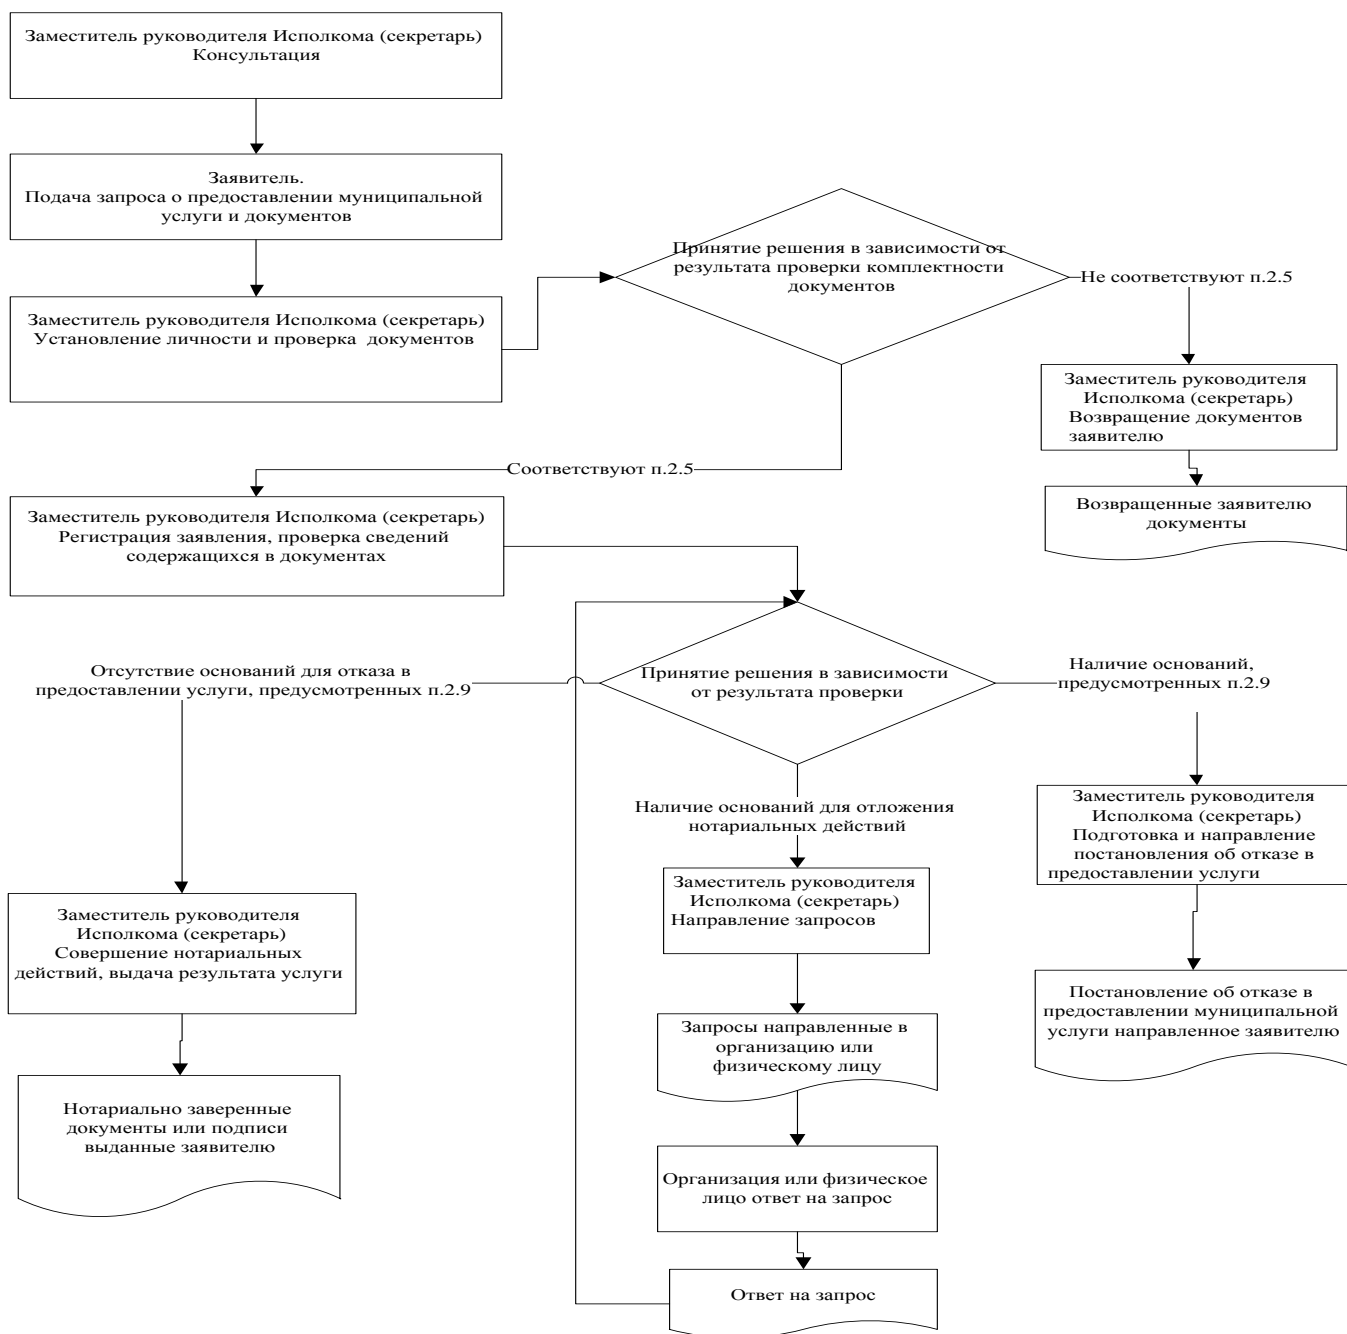 Заместитель руководителя Исполкома (секретарь)
Консультация
Заявитель.
Подача запроса о предоставлении муниципальной
услуги и документов
Заместитель руководителя Исполкома (секретарь)
Установление личности и проверка документов
Принятие решения в зависимости от
результата проверки комплектности
документов
Не соответствуют п.2.5
Заместитель руководителя
Исполкома (секретарь)
Возвращение документов
заявителю
Возвращенные заявителю
документы
Соответствуют п.2.5
Заместитель руководителя Исполкома (секретарь)
Регистрация заявления, проверка сведений
содержащихся в документах
Принятие решения в зависимости
от результата проверки
Отсутствие оснований для отказа в
предоставлении услуги, предусмотренных п.2.9
Наличие оснований,
предусмотренных п.2.9
Наличие оснований для отложения
нотариальных действий
Заместитель руководителя
Исполкома (секретарь)
Совершение нотариальных
действий, выдача результата услуги
Нотариально заверенные
документы или подписи
выданные заявителю
Заместитель руководителя
Исполкома (секретарь)
Направление запросов
Запросы направленные в
организацию или
физическому лицу
Организация или физическое
лицо ответ на запрос
Ответ на запрос
Заместитель руководителя
Исполкома (секретарь)
Подготовка и направление
постановления об отказе в
предоставлении услуги
Постановление об отказе в
предоставлении муниципальной
услуги направленное заявителю